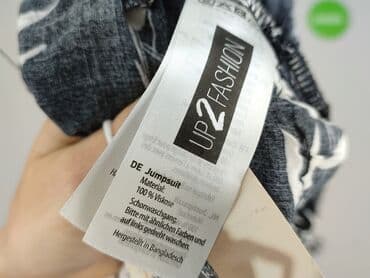 UP2FASHION
DE Jumpsuit
Material:
100 % Viskose
Schonwaschgang.
Bitte mit ähnlichen Farben und
auf links gedreht waschen.
Hergestellt in Bangladesch